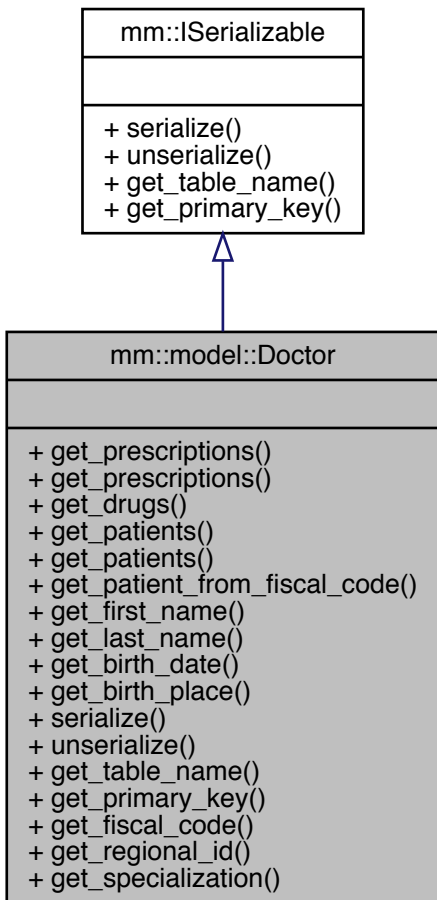 mm::ISerializable
+ serialize()
+ unserialize()
+ get_table_name()
+ get_primary_key()
mm::model::Doctor
+ get_prescriptions()
+ get_prescriptions()
+ get_drugs()
+ get_patients()
+ get_patients()
+ get_patient_from_fiscal_code()
+ get_first_name()
+ get_last_name()
+ get_birth_date()
+ get_birth_place()
+ serialize()
+ unserialize()
+ get_table_name()
+ get_primary_key()
+ get_fiscal_code()
+ get_regional_id()
+ get_specialization()